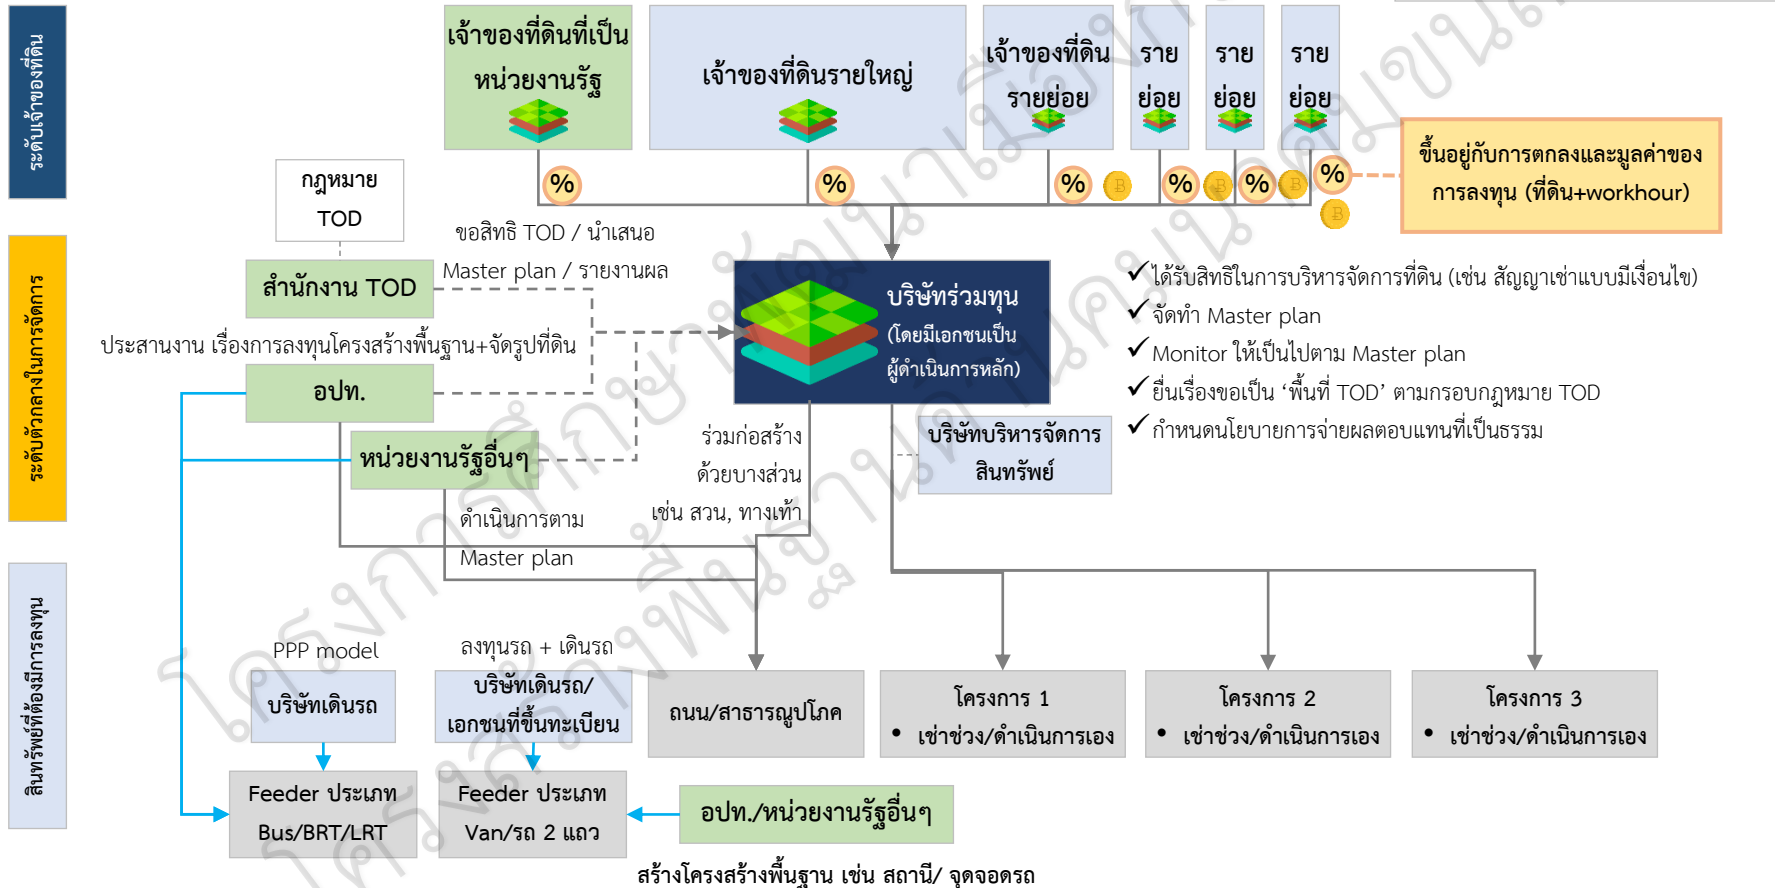 ระดับเจ้าของที่ดิน
เจ้าของที่ดินที่เป็น
หน่วยงานรัฐ
เจ้าของที่ดินรายใหญ่
เจ้าของที่ดิน
รายย่อย
ราย
ย่อย
ราย
ย่อย
ราย
ย่อย
%
%
%
%
%
%
ขึ้นอยู่กับการตกลงและมูลค่าของ
การลงทุน (ที่ดิน+workhour)
กฎหมาย
TOD
ระดับตัวกลางในการจัดการ
ขอสิทธิ TOD / นำเสนอ
Master plan / รายงานผล
สำนักงาน TOD
ประสานงาน เรื่องการลงทุนโครงสร้างพื้นฐาน+จัดรูปที่ดิน
อปท.
หน่วยงานรัฐอื่นๆ
บริษัทร่วมทุน
(โดยมีเอกชนเป็น
ผู้ดำเนินการหลัก)
✓ ได้รับสิทธิในการบริหารจัดการที่ดิน (เช่น สัญญาเช่าแบบมีเงื่อนไข)
✓ จัดทำ Master plan
✓ Monitor ให้เป็นไปตาม Master plan
✓ ยื่นเรื่องขอเป็น ‘พื้นที่ TOD’ ตามกรอบกฎหมาย TOD
✓ กำหนดนโยบายการจ่ายผลตอบแทนที่เป็นธรรม
ร่วมก่อสร้าง
ด้วยบางส่วน
เช่น สวน, ทางเท้า
บริษัทบริหารจัดการ
สินทรัพย์
ดำเนินการตาม
Master plan
สินทรัพย์ที่ต้องมีการลงทุน
PPP model
บริษัทเดินรถ
ลงทุนรถ + เดินรถ
บริษัทเดินรถ/
เอกชนที่ขึ้นทะเบียน
ถนน/สาธารณูปโภค
โครงการ 1
• เช่าช่วง/ดำเนินการเอง
โครงการ 2
• เช่าช่วง/ดำเนินการเอง
โครงการ 3
• เช่าช่วง/ดำเนินการเอง
Feeder ประเภท
Bus/BRT/LRT
Feeder ประเภท
Van/รถ 2 แถว
อปท./หน่วยงานรัฐอื่นๆ
สร้างโครงสร้างพื้นฐาน เช่น สถานี/ จุดจอดรถ